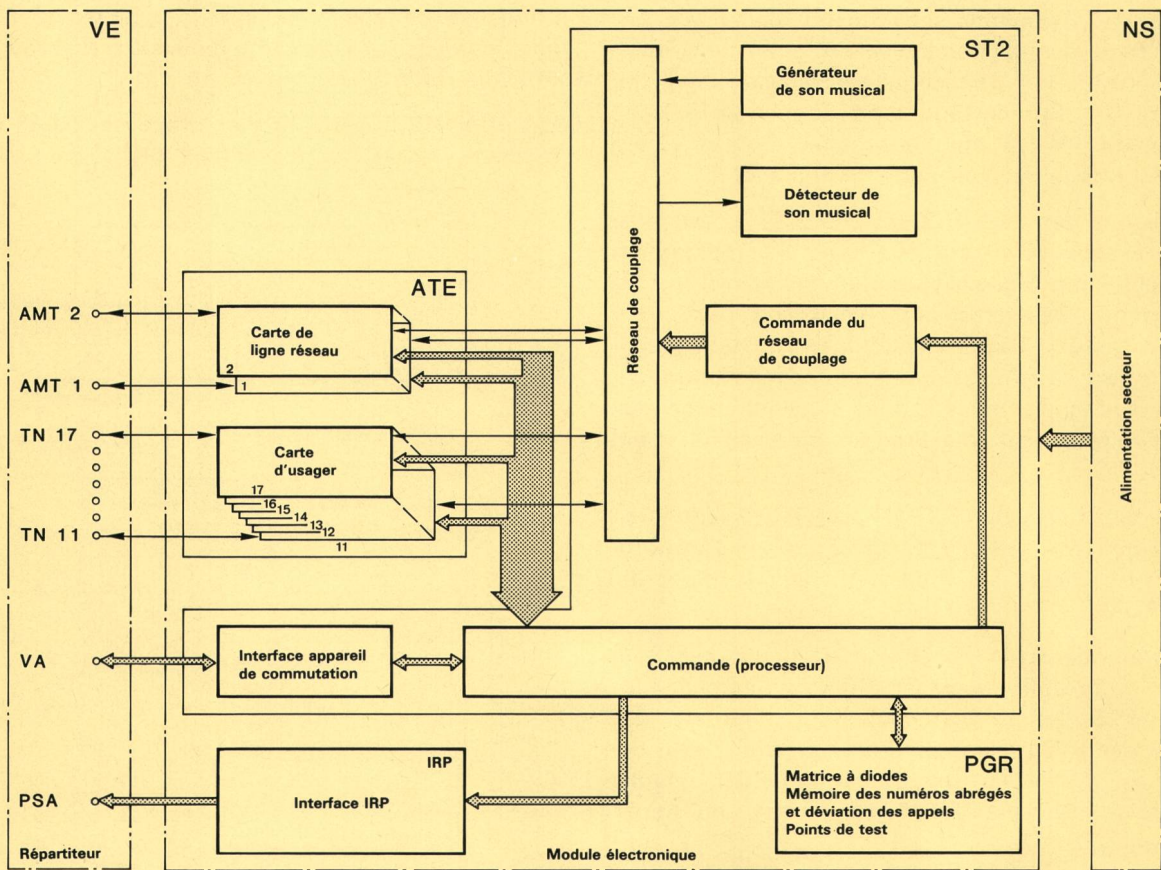 VE
ST2
NS
Générateur
de son musical
Détecteur de
son musical
Réseau de couplage
ATE
AMT 2
Carte de
ligne réseau
2
1
AMT 1
Commande du
réseau
de couplage
TN 17
Carte
d'usager
17
16
15
14
13
12
11
TN 11
Alimentation secteur
VA
Interface appareil
de commutation
Commande (processeur)
IRP
PSA
Interface IRP
PGR
Matrice à diodes
Mémoire des numéros abrégés
et déviation des appels
Points de test
Répartiteur
Module électronique